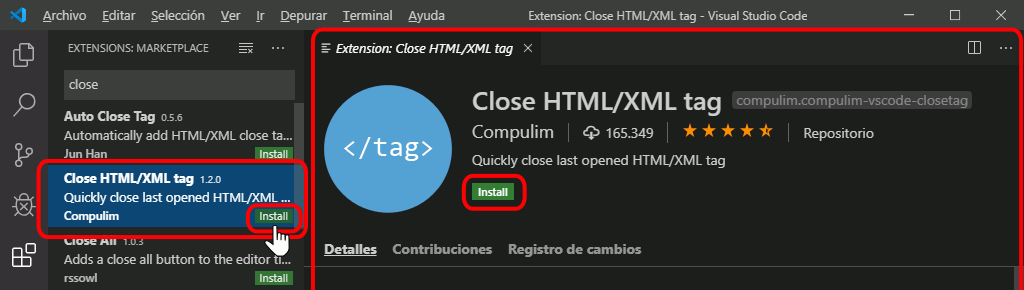 Archivo Editar Selección Ver Ir Depurar Terminal Ayuda Extension: Close HTML/XML tag - Visual Studio Code
EXTENSIONS: MARKETPLACE
close
Auto Close Tag 0.5.6
Automatically add HTML/XML close ta...
Jun Han Install
Close HTML/XML tag 1.2.0
Quickly close last opened HTML/XML ...
Compulim Install
Close All 1.0.3
Adds a close all button to the editor ti...
rssowl Install
Extension: Close HTML/XML tag
</tag>
Close HTML/XML tag compulim.compulim-vscode-closetag
Compulim 165.349 Repositorio
Quickly close last opened HTML/XML tag
Install
Detalles Contribuciones Registro de cambios